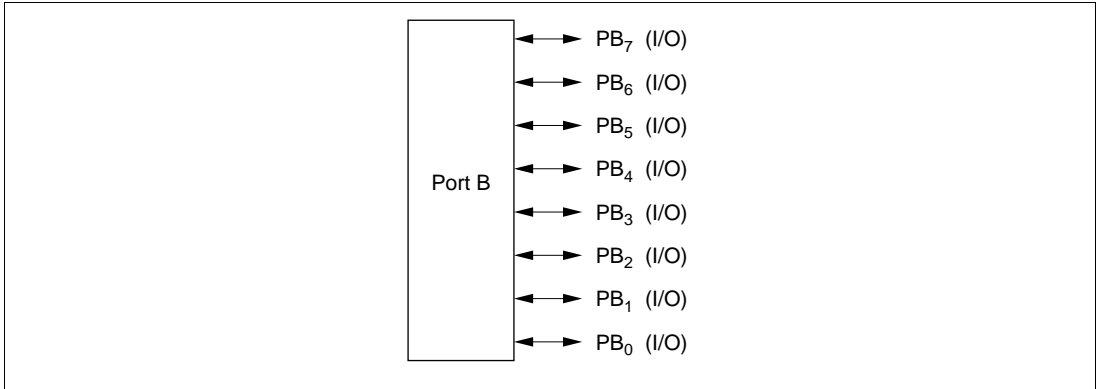 PB7 (I/O)
PB6 (I/O)
PB5 (I/O)
PB4 (I/O)
Port B
PB3 (I/O)
PB2 (I/O)
PB1 (I/O)
PB0 (I/O)